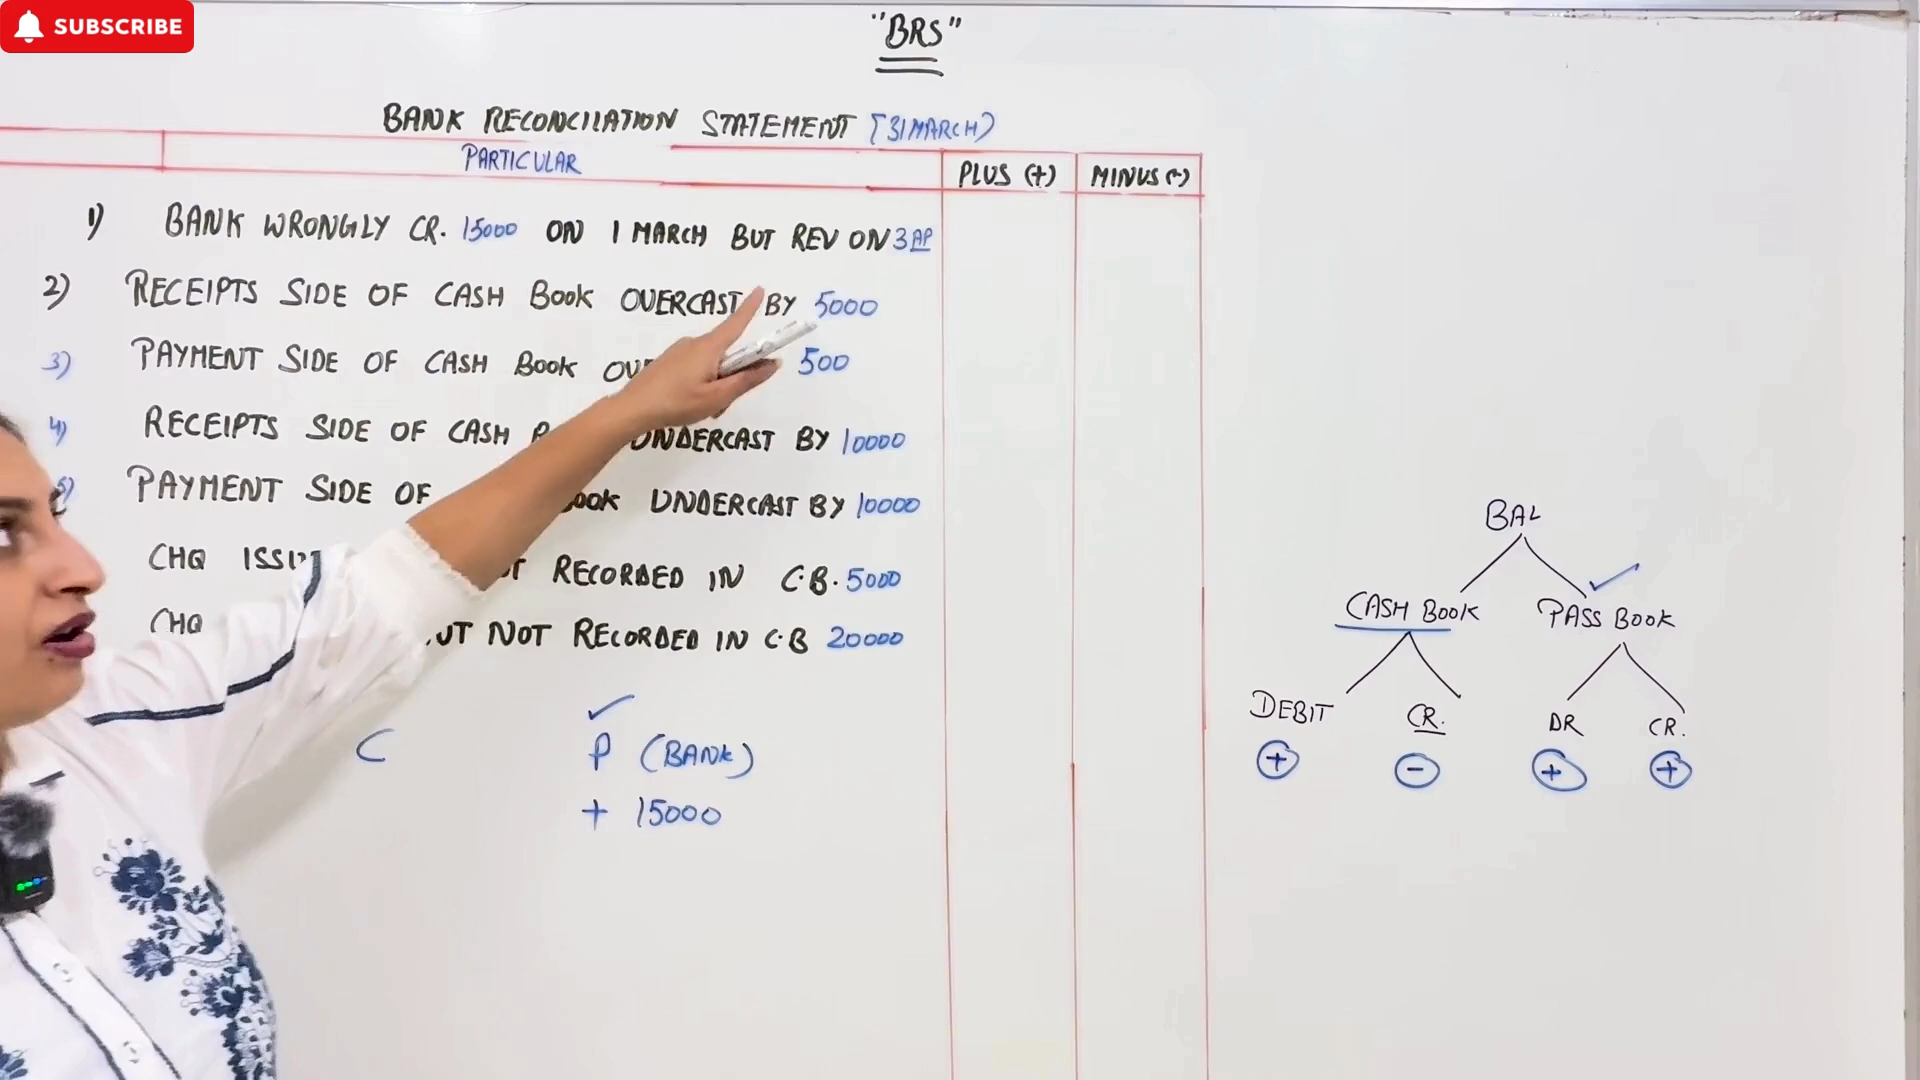 SUBSCRIBE
"BRS"
BANK RECONCILIATION STATEMENT [31MARCH)
PARTICULAR
PLUS (+)
MINUS (-)
1) BANK WRONGLY CR. 15000 ON 1 MARCH BUT REV ON 3 AP
2) RECEIPTS SIDE OF CASH BOOK OVERCAST BY 5000
3) PAYMENT SIDE OF CASH BOOK 500
4) RECEIPTS SIDE OF CASH UNDERCAST BY 10000
5) PAYMENT SIDE OF BOOK UNDERCAST BY 10000
CHQ RECORDED IN C.B. 5000
CHQ NOT RECORDED IN C.B 20000
C P (BANK)
+ 15000
BAL
CASH BOOK PASS BOOK
DEBIT CR. DR CR.
+ - + +